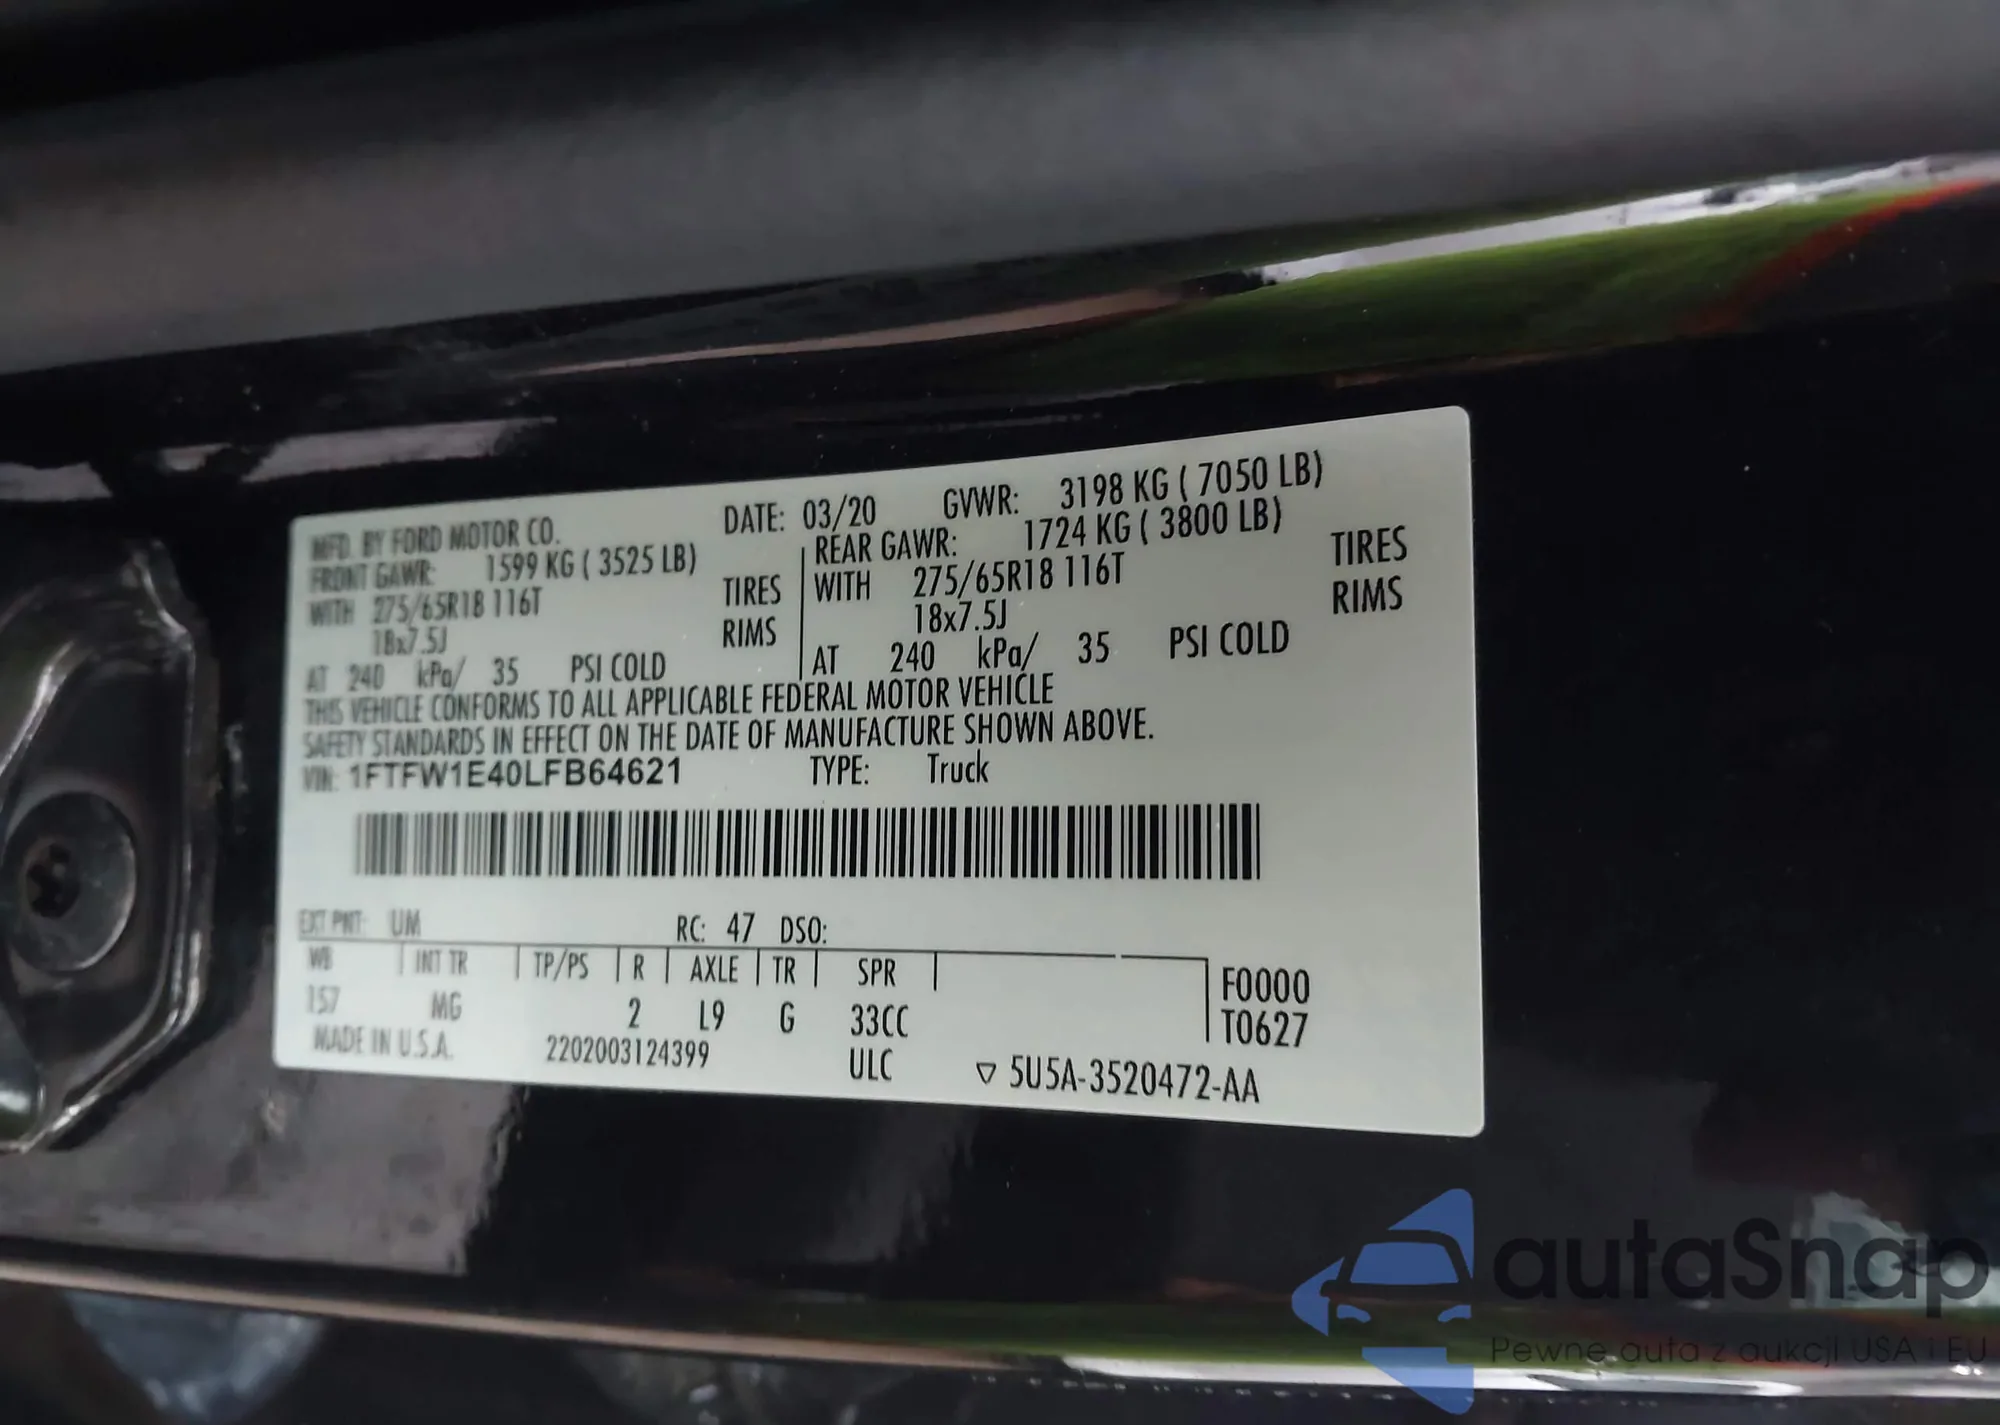 MFD. BY FORD MOTOR CO. DATE: 03/20 GVWR: 3198 KG ( 7050 LB)
FRONT GAWR: 1599 KG ( 3525 LB) REAR GAWR: 1724 KG ( 3800 LB)
WITH 275/65R18 116T TIRES WITH 275/65R18 116T TIRES
18x7.5J RIMS 18x7.5J RIMS
AT 240 kPa/ 35 PSI COLD AT 240 kPa/ 35 PSI COLD
THIS VEHICLE CONFORMS TO ALL APPLICABLE FEDERAL MOTOR VEHICLE
SAFETY STANDARDS IN EFFECT ON THE DATE OF MANUFACTURE SHOWN ABOVE.
VIN: 1FTFW1E40LFB64621 TYPE: Truck
EXT PNT: UM RC: 47 DSO:
WB INT TR TP/PS R AXLE TR SPR F0000
157 MG 2 L9 G 33CC T0627
MADE IN U.S.A. 2202003124399 ULC ▽ 5U5A-3520472-AA
autaSnap
Pewne auta z aukcji USA i EU